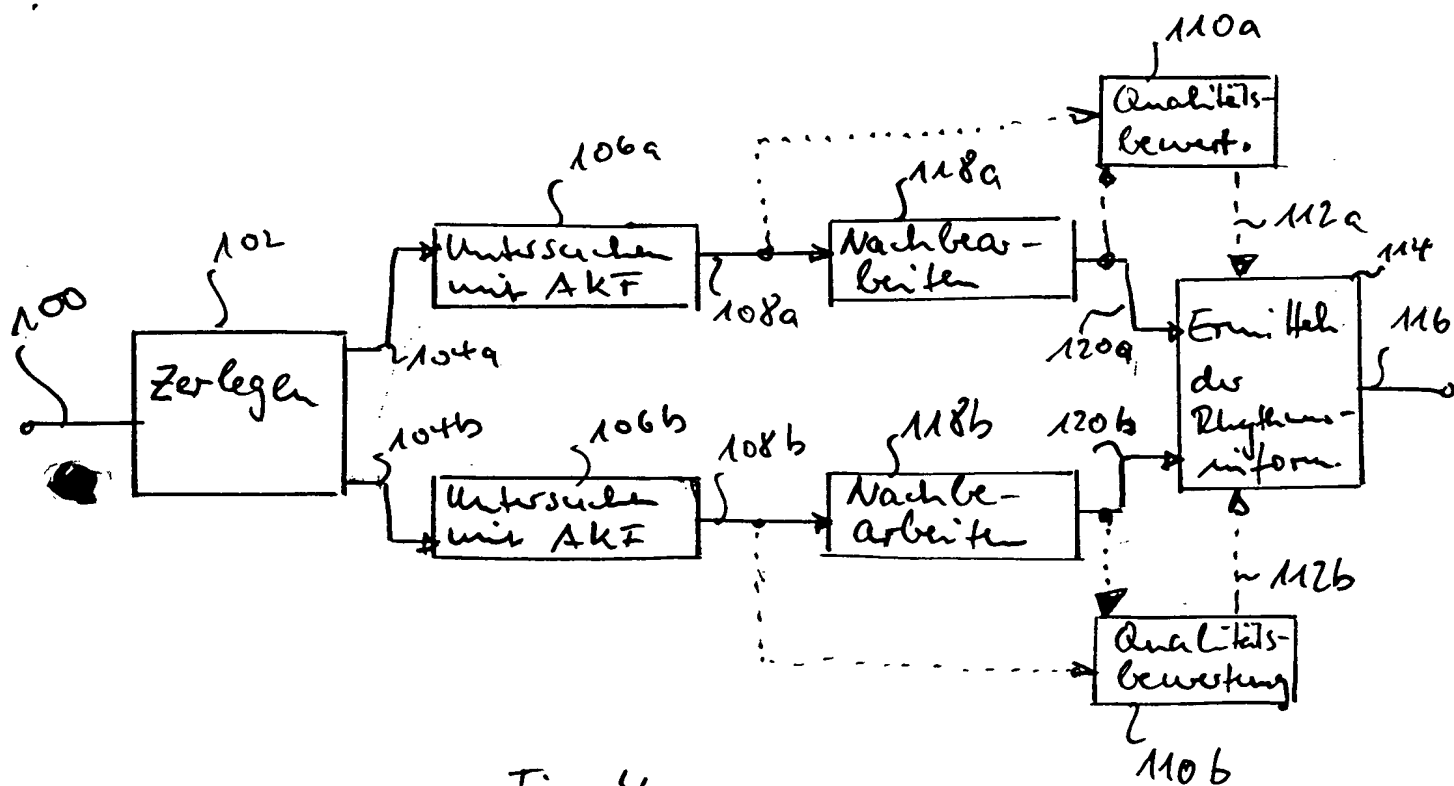 110a
Qualitäts-
bewert.
106a
118a
112a
114
102
100
Untersuchen
mit AKF
108a
Nachbear-
beiten
120a
Ermitteln
der
Rhythmus-
inform.
116
Zerlegen
104a
104b
106b
108b
118b
120b
Untersuchen
mit AKF
Nachbe-
arbeiten
112b
Qualitäts-
bewertung
110b